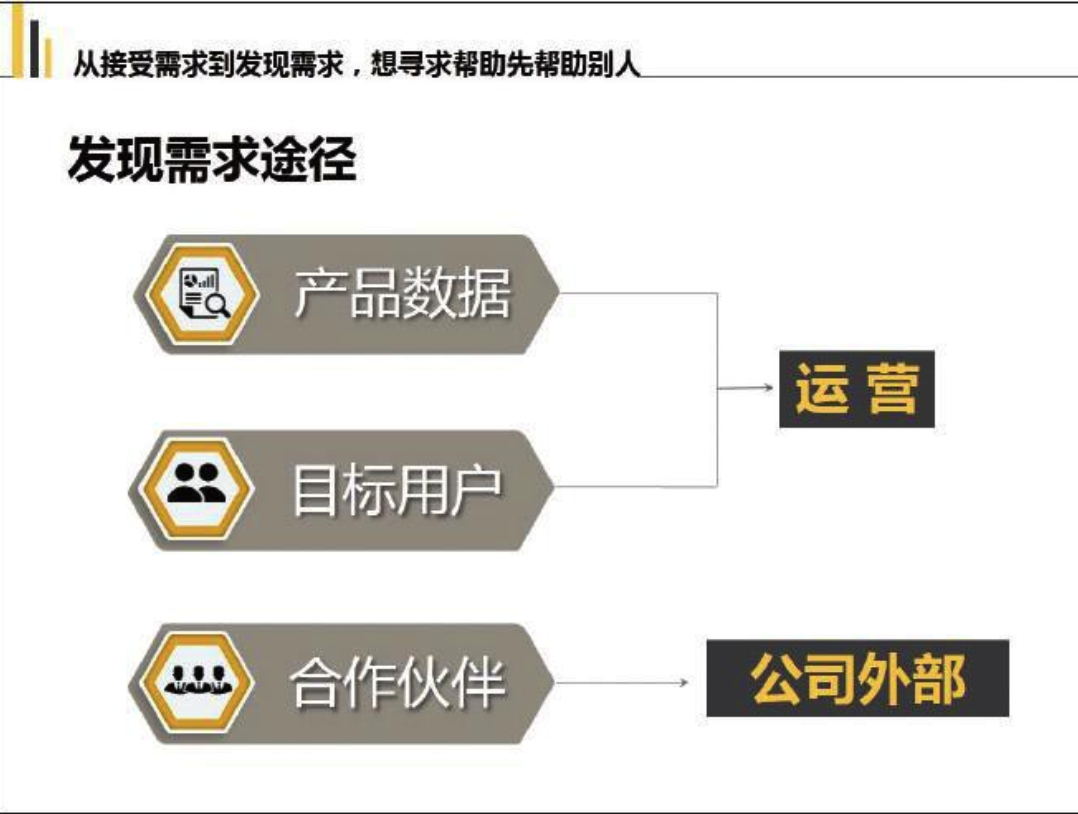 从接受需求到发现需求，想寻求帮助先帮助别人
发现需求途径
产品数据
运 营
目标用户
合作伙伴
公司外部